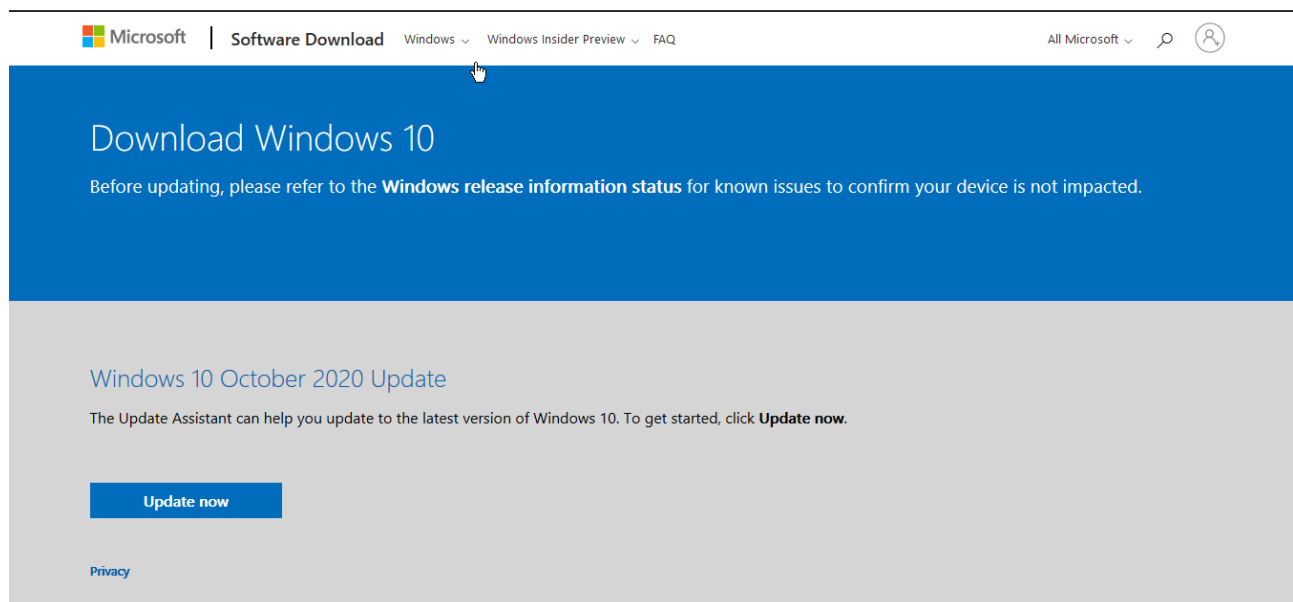 Microsoft | Software Download Windows Windows Insider Preview FAQ All Microsoft
Download Windows 10
Before updating, please refer to the Windows release information status for known issues to confirm your device is not impacted.
Windows 10 October 2020 Update
The Update Assistant can help you update to the latest version of Windows 10. To get started, click Update now.
Update now
Privacy